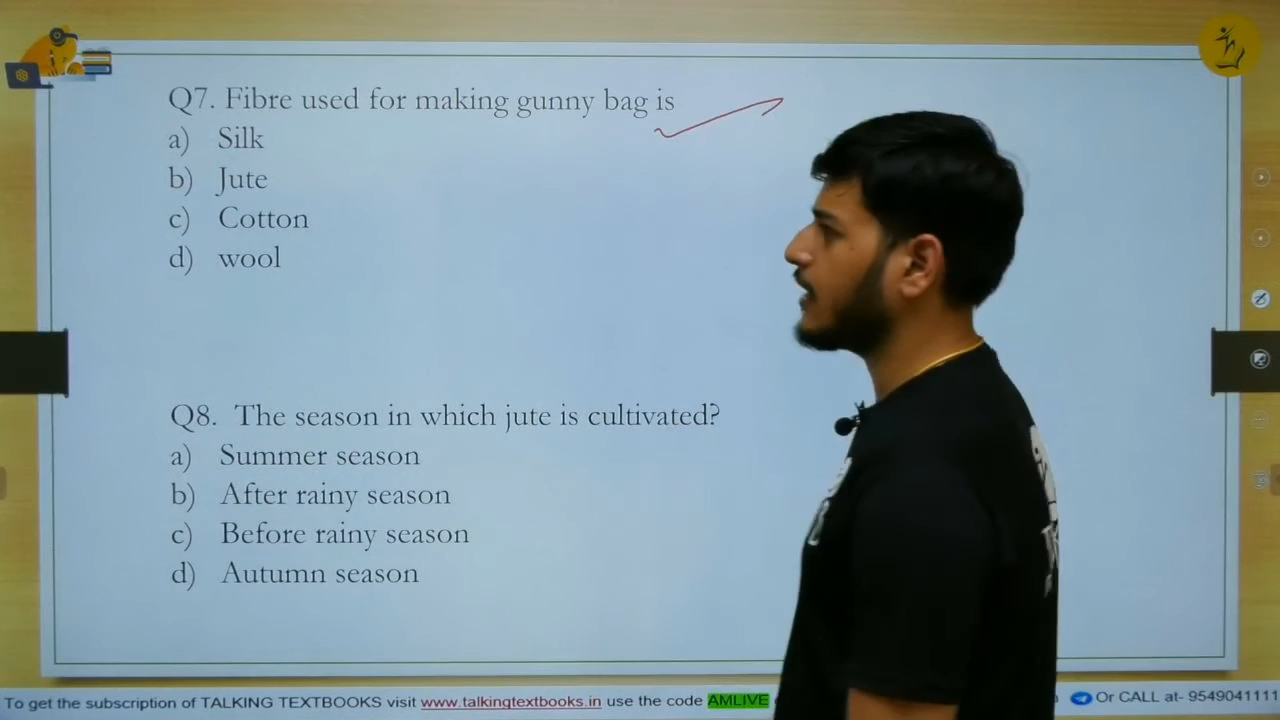 Q7. Fibre used for making gunny bag is
a) Silk
b) Jute
c) Cotton
d) wool
Q8. The season in which jute is cultivated?
a) Summer season
b) After rainy season
c) Before rainy season
d) Autumn season
To get the subscription of TALKING TEXTBOOKS visit www.talkingtextbooks.in use the code AMLIVE
Or CALL at- 9549041111